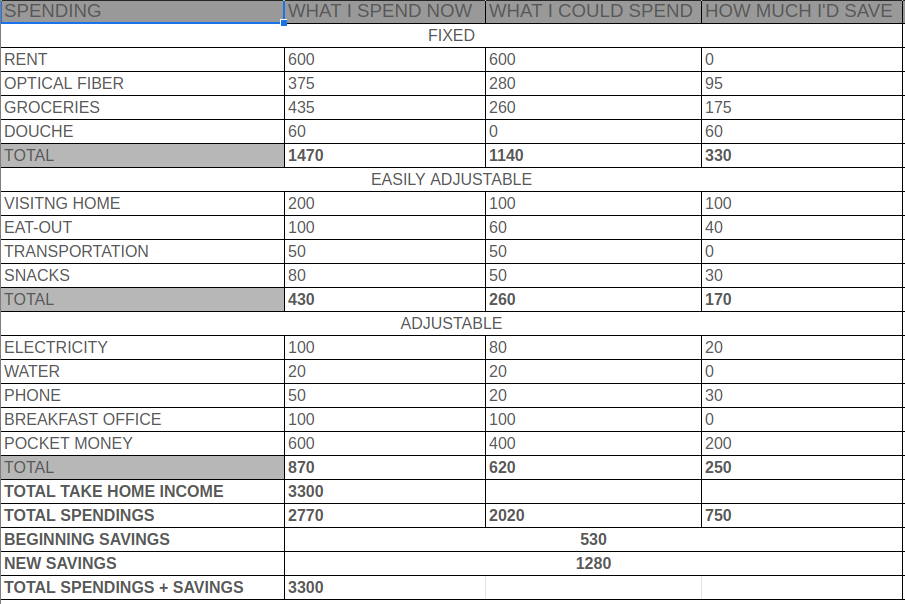 SPENDING WHAT I SPEND NOW WHAT I COULD SPEND HOW MUCH I'D SAVE
FIXED
RENT 600 600 0
OPTICAL FIBER 375 280 95
GROCERIES 435 260 175
DOUCHE 60 0 60
TOTAL 1470 1140 330
EASILY ADJUSTABLE
VISITNG HOME 200 100 100
EAT-OUT 100 60 40
TRANSPORTATION 50 50 0
SNACKS 80 50 30
TOTAL 430 260 170
ADJUSTABLE
ELECTRICITY 100 80 20
WATER 20 20 0
PHONE 50 20 30
BREAKFAST OFFICE 100 100 0
POCKET MONEY 600 400 200
TOTAL 870 620 250
TOTAL TAKE HOME INCOME 3300
TOTAL SPENDINGS 2770 2020 750
BEGINNING SAVINGS 530
NEW SAVINGS 1280
TOTAL SPENDINGS + SAVINGS 3300